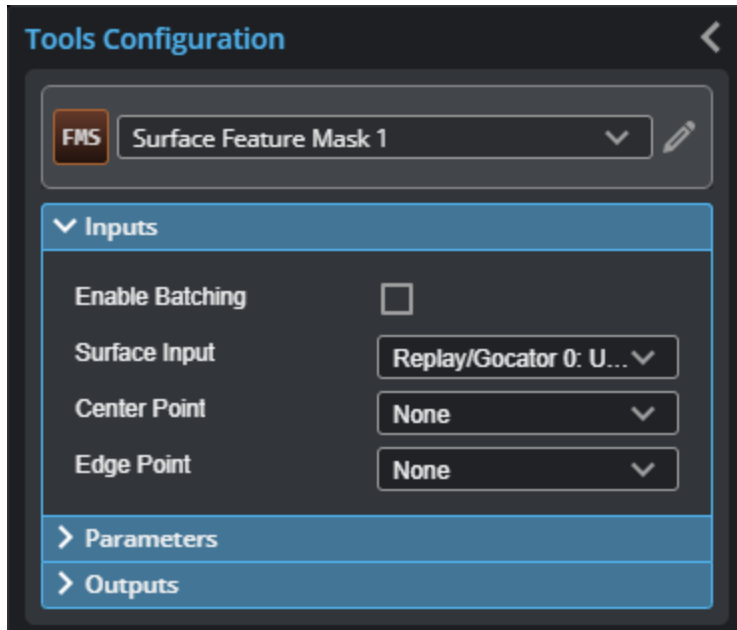 Tools Configuration
FMS Surface Feature Mask 1
Inputs
Enable Batching
Surface Input Replay/Gocator 0: U...
Center Point None
Edge Point None
Parameters
Outputs